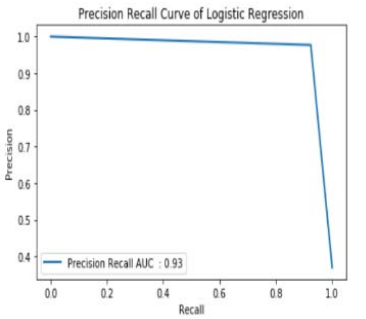 Precision Recall Curve of Logistic Regression
1.0
0.9
0.8
0.7
0.6
0.5
0.4
Precision
Precision Recall AUC : 0.93
0.0 0.2 0.4 0.6 0.8 1.0
Recall